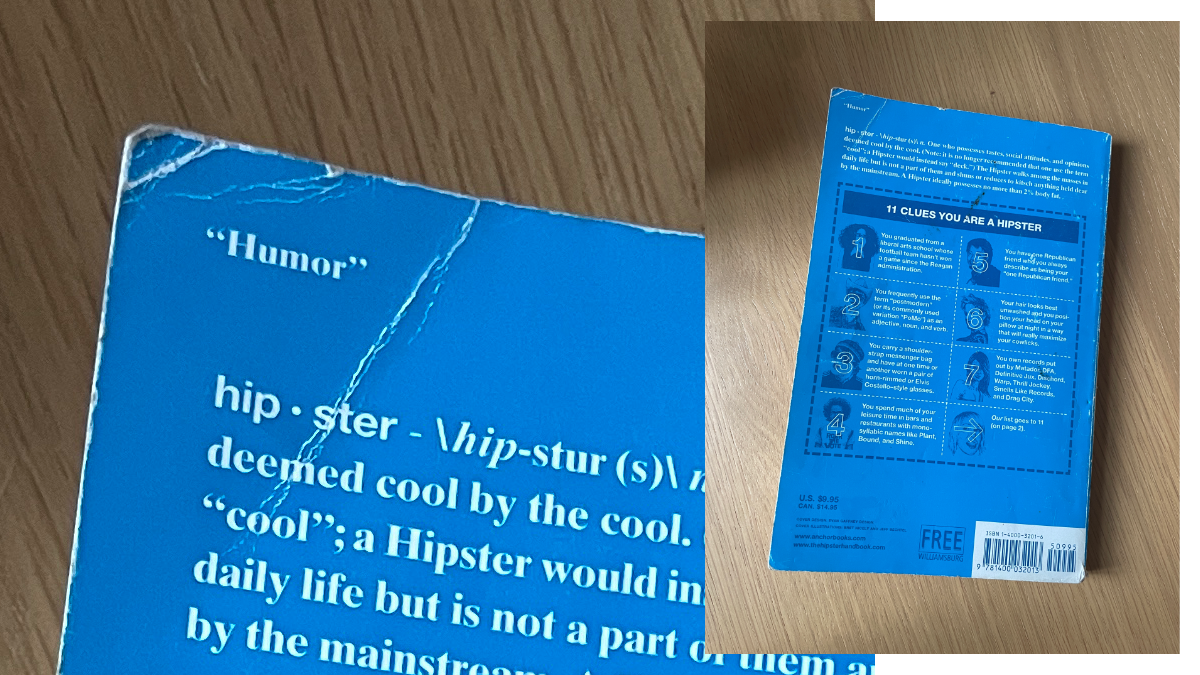 “Humor”
hip • ster - \hip-stur (s)\ n
deemed cool by the cool.
“cool”; a Hipster would in
daily life but is not a part of them a
by the mainstream.
“Humor”
hip • ster - \hip-stur (s)\ n. One who possesses tastes, social attitudes, and opinions
deemed cool by the cool. (Note: it is no longer recommended that one use the term
“cool”; a Hipster would instead say “deck.”) The Hipster walks among the masses in
daily life but is not a part of them and shuns or reduces to kitsch anything held dear
by the mainstream. A Hipster ideally possesses no more than 2% body fat.
11 CLUES YOU ARE A HIPSTER
1
You graduated from a
liberal arts school whose
football team hasn't won
a game since the Reagan
administration.
2
You frequently use the
term “postmodern”
(or its commonly used
variation “PoMo”) as an
adjective, noun, and verb.
3
You carry a shoulder-
strap messenger bag
and have at one time or
another worn a pair of
horn-rimmed or Elvis
Costello–style glasses.
4
You spend much of your
leisure time in bars and
restaurants with mono-
syllabic names like Plant,
Bound, and Shine.
5
You have one Republican
friend who you always
describe as being your
“one Republican friend.”
6
Your hair looks best
unwashed and you posi-
tion your head on your
pillow at night in a way
that will really maximize
your cowlicks.
7
You own records put
out by Matador, DFA,
Definitive Jux, Dischord,
Warp, Thrill Jockey,
Smells Like Records,
and Drag City.
→
Our list goes to 11
(on page 2).
U.S. $9.95
CAN. $14.95
www.anchorbooks.com
www.thehipsterhandbook.com
FREE
WILLIAMSBURG
ISBN 1-4000-3201-6
50995
9 781400 032013